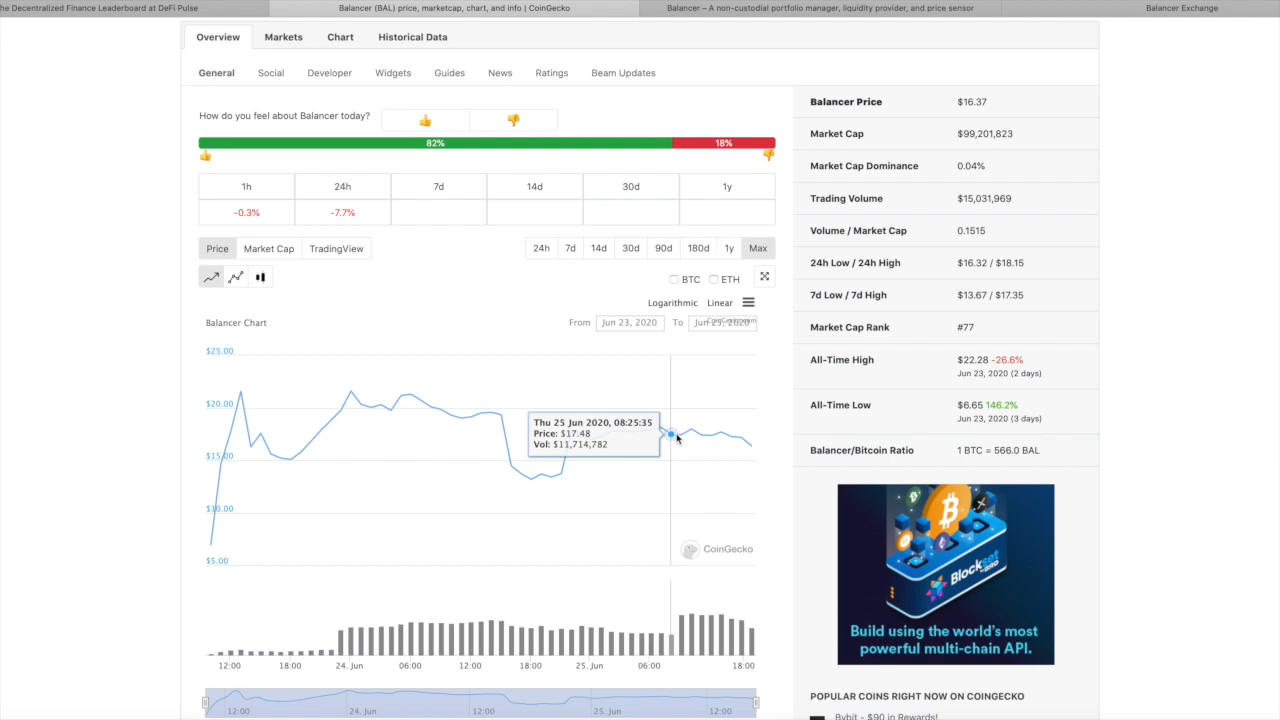 he Decentralized Finance Leaderboard at DeFi Pulse
Balancer (BAL) price, marketcap, chart, and info | CoinGecko
Balancer – A non-custodial portfolio manager, liquidity provider, and price sensor
Balancer Exchange
Overview Markets Chart Historical Data
General Social Developer Widgets Guides News Ratings Beam Updates
How do you feel about Balancer today?
82% 18%
1h 24h 7d 14d 30d 1y
-0.3% -7.7%
Price Market Cap TradingView 24h 7d 14d 30d 90d 180d 1y Max
BTC ETH
Logarithmic Linear
Balancer Chart From Jun 23, 2020 To Jun 25, 2020
CoinGecko.com
$25.00
$20.00
$15.00
$10.00
$5.00
Thu 25 Jun 2020, 08:25:35
Price: $17.48
Vol: $11,714,782
CoinGecko
12:00 18:00 24. Jun 06:00 12:00 18:00 25. Jun 06:00 18:00
12:00 24. Jun 12:00 25. Jun 12:00
Balancer Price $16.37
Market Cap $99,201,823
Market Cap Dominance 0.04%
Trading Volume $15,031,969
Volume / Market Cap 0.1515
24h Low / 24h High $16.32 / $18.15
7d Low / 7d High $13.67 / $17.35
Market Cap Rank #77
All-Time High $22.28 -26.6%
Jun 23, 2020 (2 days)
All-Time Low $6.65 146.2%
Jun 23, 2020 (3 days)
Balancer/Bitcoin Ratio 1 BTC = 566.0 BAL
Blockset
BRD
Build using the world's most
powerful multi-chain API.
POPULAR COINS RIGHT NOW ON COINGECKO
Bybit - $90 in Rewards!